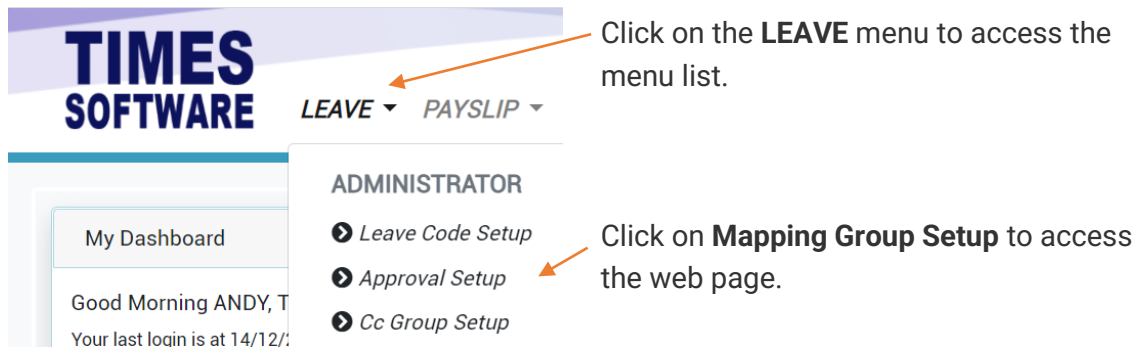 TIMES
SOFTWARE
LEAVE PAYSLIP
Click on the LEAVE menu to access the
menu list.
ADMINISTRATOR
Leave Code Setup
Approval Setup
Cc Group Setup
My Dashboard
Good Morning ANDY, T
Your last login is at 14/12/
Click on Mapping Group Setup to access
the web page.